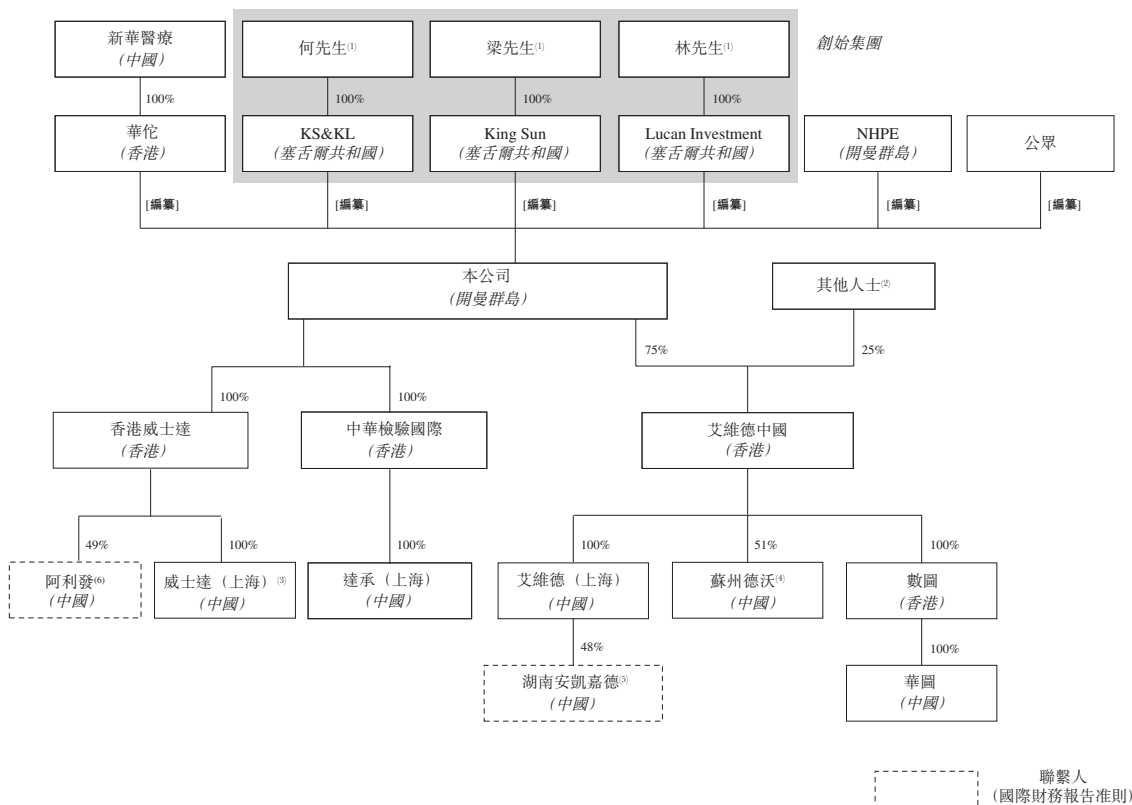 新華醫療
(中國)
何先生(1)
梁先生(1)
林先生(1)
創始集團
100%
100%
100%
100%
華佗
(香港)
KS&KL
(塞舌爾共和國)
King Sun
(塞舌爾共和國)
Lucan Investment
(塞舌爾共和國)
NHPE
(開曼群島)
公眾
[編纂]
[編纂]
[編纂]
[編纂]
[編纂]
[編纂]
本公司
(開曼群島)
其他人士(2)
75%
25%
100%
100%
香港威士達
(香港)
中華檢驗國際
(香港)
艾維德中國
(香港)
49%
100%
100%
100%
51%
100%
阿利發(6)
(中國)
威士達（上海）(3)
(中國)
達承（上海）
(中國)
艾維德（上海）
(中國)
蘇州德沃(4)
(中國)
數圖
(香港)
48%
100%
湖南安凱嘉德(5)
(中國)
華圖
(中國)
聯繫人
(國際財務報告准則)